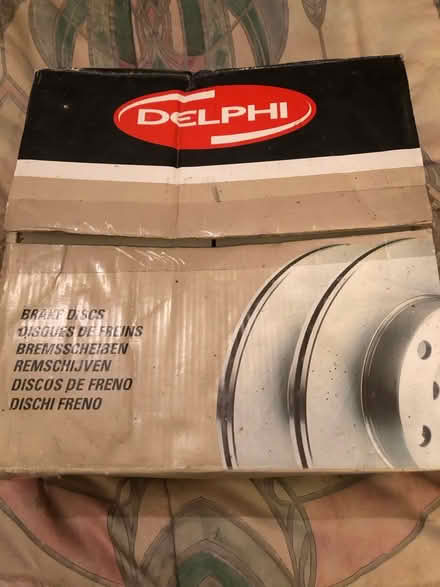 DELPHI
BRAKE DISCS
DISQUES DE FREINS
BREMSSCHEIBEN
REMSCHIJVEN
DISCOS DE FRENO
DISCHI FRENO